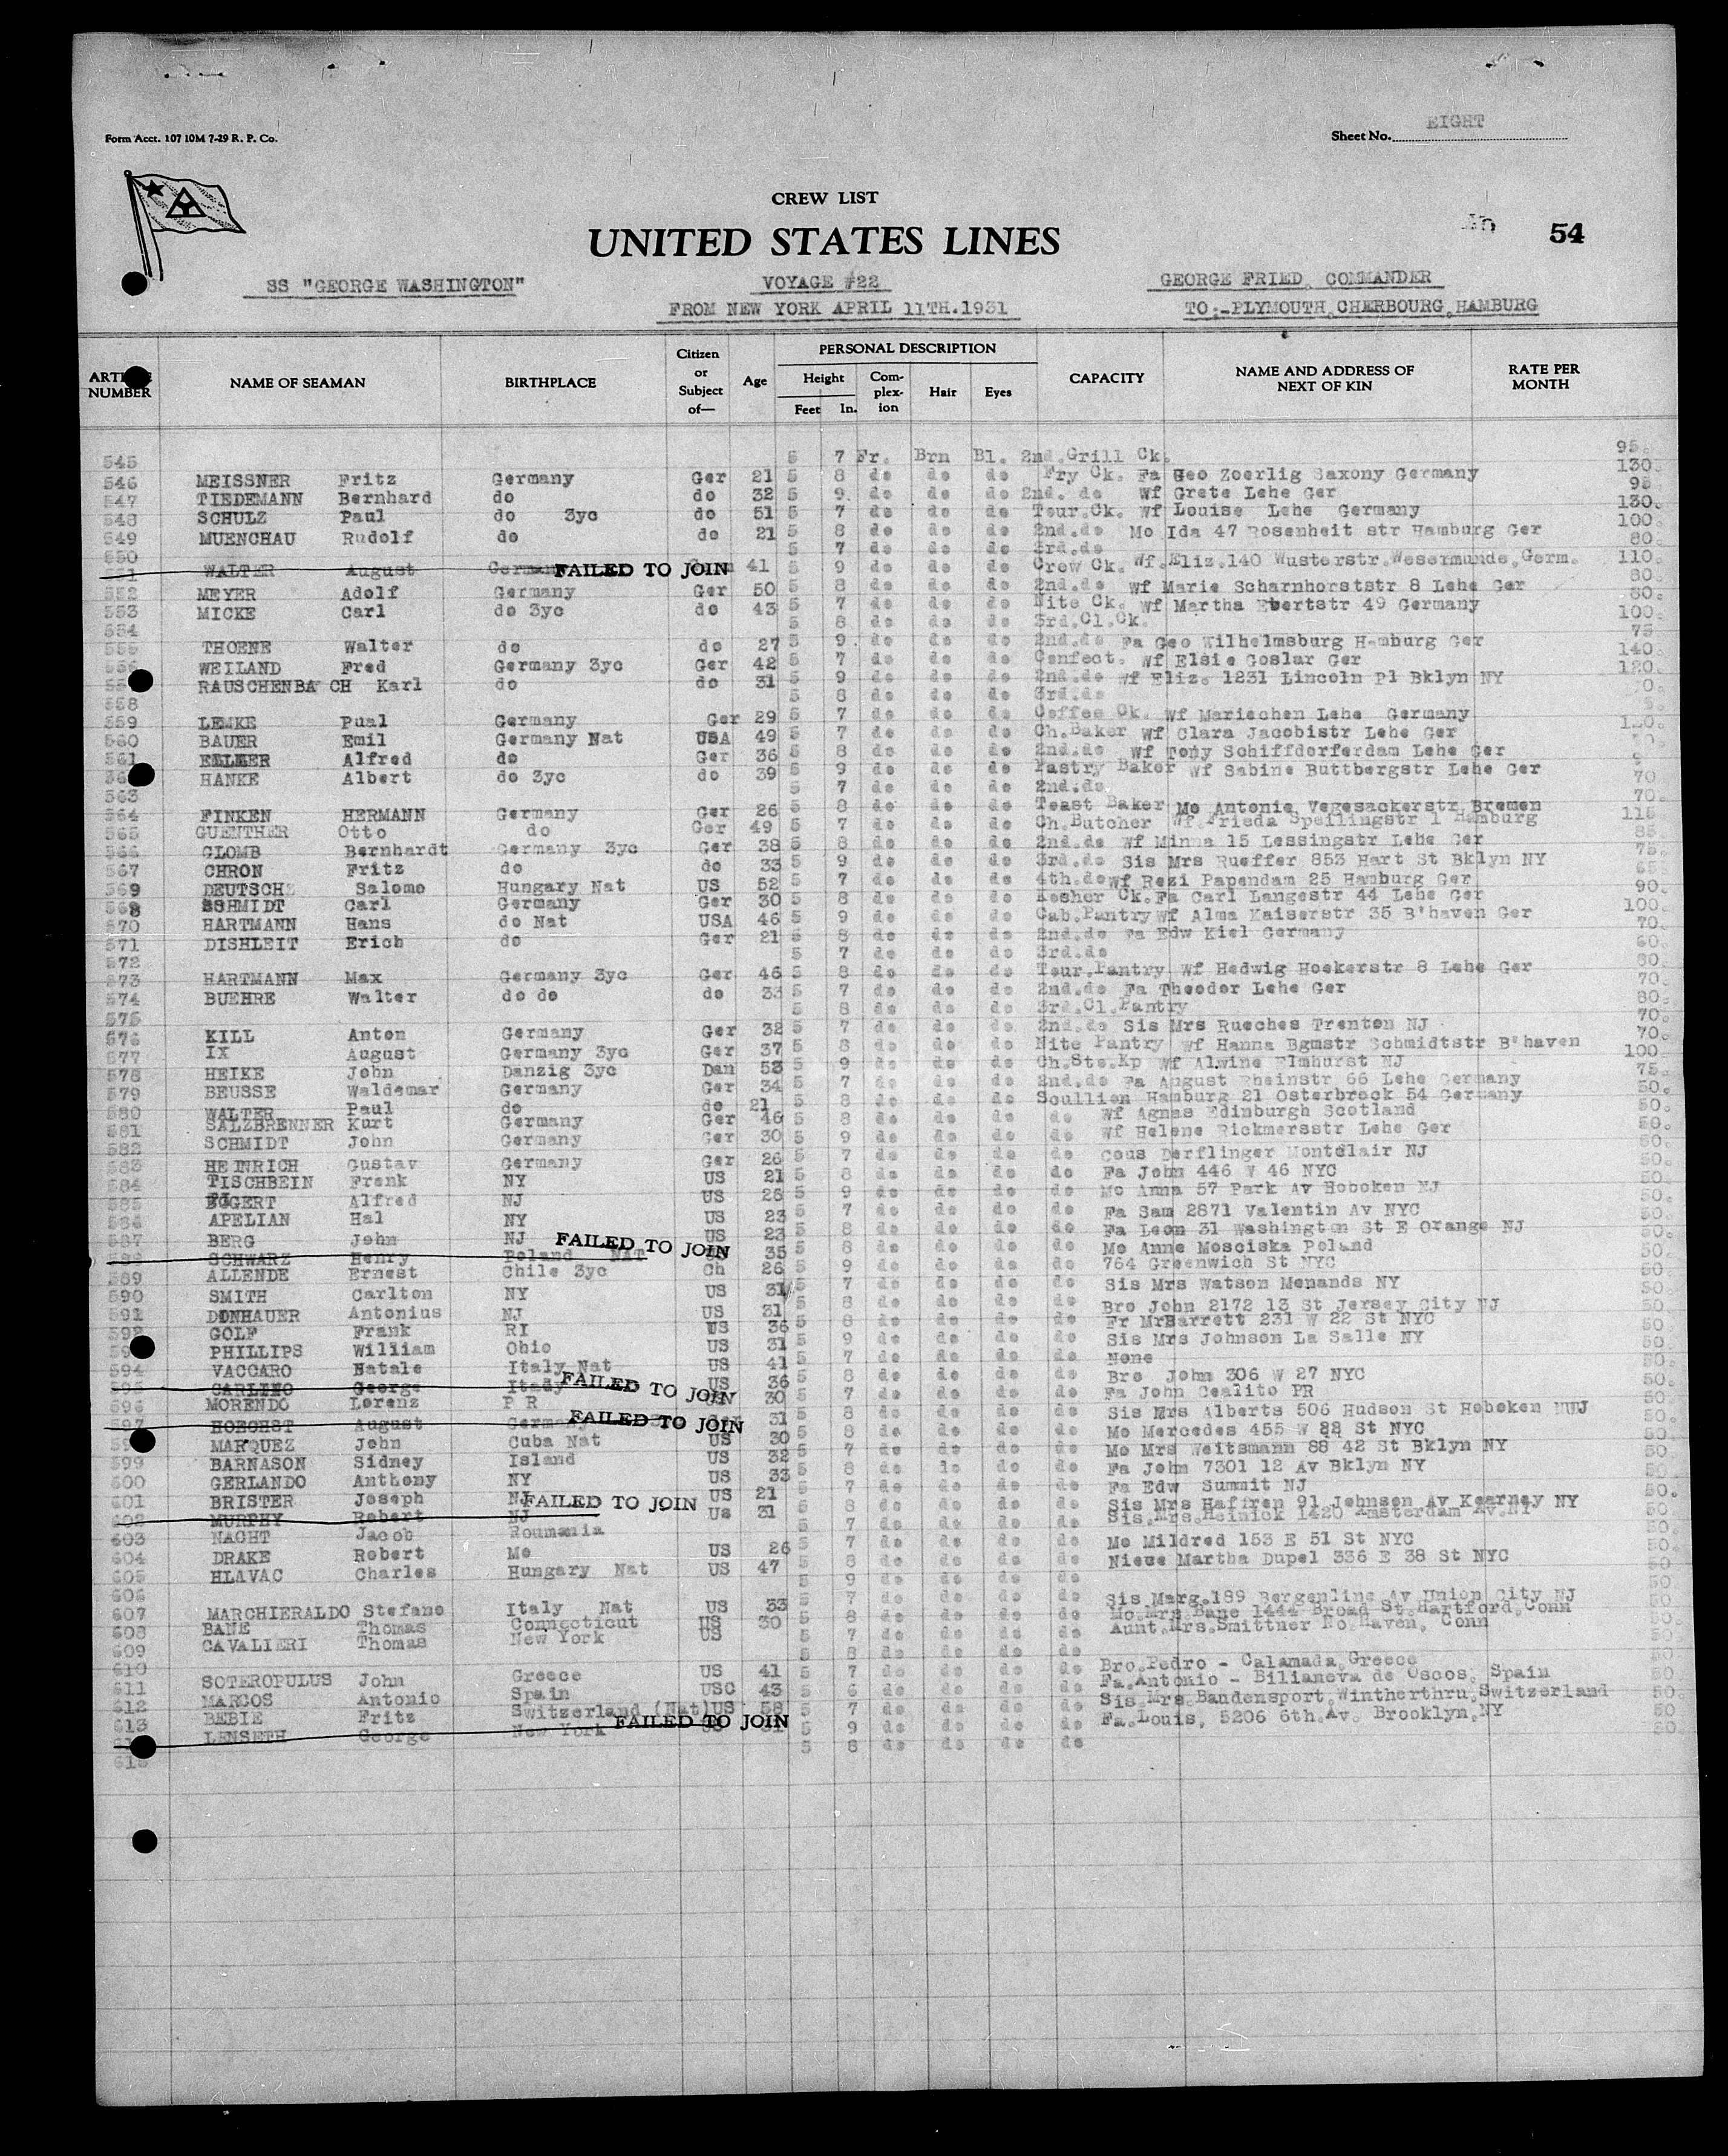 Form Acct. 107 10M 7-29 R. P. Co.
Sheet No. EIGHT
CREW LIST
UNITED STATES LINES
54
SS "GEORGE WASHINGTON" VOYAGE #22 GEORGE FRIED, COMMANDER
FROM NEW YORK APRIL 11TH.1931 TO:-PLYMOUTH,CHERBOURG,HAMBURG
ARTICLE NUMBER NAME OF SEAMAN BIRTHPLACE Citizen or Subject of— Age PERSONAL DESCRIPTION Height Feet In. Complexion Hair Eyes CAPACITY NAME AND ADDRESS OF NEXT OF KIN RATE PER MONTH
545 5 7 Fr. Brn Bl. 2nd.Grill Ck. 95.
546 MEISSNER Fritz Germany Ger 21 5 8 do do do Fry Ck. Fa Geo Zoerlig Saxony Germany 130.
547 TIEDEMANN Bernhard do do 32 5 9. do do do 2nd. do Wf Grete Lehe Ger 95
548 SCHULZ Paul do 3yc do 51 5 7 do do do Tour.Ck. Wf Louise Lehe Germany 130.
549 MUENCHAU Rudolf do do 21 5 8 do do do 2nd.do Mo Ida 47 Rosenheit str Hamburg Ger 100.
550 5 7 do do do 3rd.do 80.
WALTER August FAILED TO JOIN 41 5 9 do do do Crew Ck. Wf.Eliz.140 Wusterstr.Wesermunde,Germ. 110.
552 MEYER Adolf Germany Ger 50 5 8 do do do 2nd.do Wf Marie Scharnhorststr 8 Lehe Ger 80.
553 MICKE Carl do 3yc do 43 5 7 do do do Nite Ck. Wf Martha Ebertstr 49 Germany 80.
554 5 8 do do do 3rd.Cl.Ck. 100.
555 THOENE Walter do do 27 5 9 do do do 2nd.do Fa Geo Wilhelmsburg Hamburg Ger 75
556 WEILAND Fred Germany 3yc Ger 42 5 7 do do do Confect. Wf Elsie Goslar Ger 140.
RAUSCHENBACH Karl do do 31 5 9 do do do 2nd.do Wf Eliz. 1231 Lincoln Pl Bklyn NY 120.
558 5 8 do do do 3rd.do
559 LEMKE Pual Germany Ger 29 5 7 do do do Coffee Ck. Wf Mariechen Lehe Germany
560 BAUER Emil Germany Nat USA 49 5 7 do do do Ch.Baker Wf Clara Jacobistr Lehe Ger
561 Alfred do Ger 36 5 8 do do do 2nd.do Wf Tony Schiffdorferdam Lehe Ger
HANKE Albert do 3yc do 39 5 9 do do do Pastry Baker Wf Sabine Buttbergstr Lehe Ger
563 5 7 do do do 2nd.do 70
564 FINKEN HERMANN Germany Ger 26 5 8 do do do Toast Baker Mo Antonie Vegesackerstr Bremen 70.
565 GUENTHER Otto do Ger 49 5 7 do do do Ch.Butcher Wf.Frieda Speilingstr 1 Hamburg 115
566 GLOMB Bernhardt Germany 3yc Ger 38 5 8 do do do 2nd.do Wf Minna 15 Lessingstr Lehe Ger 85.
567 CHRON Fritz do do 33 5 9 do do do 3rd.do Sis Mrs Rueffer 853 Hart St Bklyn NY 75.
569 DEUTSCH Salomo Hungary Nat US 52 5 7 do do do 4th.do Wf Rezi Papendam 25 Hamburg Ger 65
568 SCHMIDT Carl Germany Ger 30 5 8 do do do Kosher Ck.Fa Carl Langestr 44 Lehe Ger 90.
570 HARTMANN Hans do Nat USA 46 5 9 do do do Cab.Pantry Wf Alma Kaiserstr 35 B'haven Ger 100.
571 DISHLEIT Erich do Ger 21 5 8 do do do 2nd.do Fa Edw Kiel Germany 70.
572 5 7 do do do 3rd.do 60.
573 HARTMANN Max Germany 3yc Ger 46 5 8 do do do Tour.Pantry Wf Hedwig Hoekerstr 8 Lehe Ger 80.
574 BUEHRE Walter do do do 33 5 7 do do do 2nd.do Fa Theodor Lehe Ger 70.
575 5 8 do do do 3rd.Cl.Pantry 80.
576 KILL Anton Germany Ger 32 5 7 do do do 2nd.do Sis Mrs Rueches Trenton NJ 70.
577 IX August Germany 3yc Ger 37 5 8 do do do Nite Pantry Wf Hanna Bgmstr Schmidtstr B'haven 70.
578 HEIKE John Danzig 3yc Dan 53 5 9 do do do Ch.Ste.Kp Wf Alwine Elmhurst NJ 100
579 BEUSSE Waldemar Germany Ger 34 5 7 do do do 2nd.do Fa August Rheinstr 66 Lehe Germany 75.
580 WALTER Paul do do 21 5 8 do do do Scullion Hamburg 21 Osterbrock 54 Germany 50.
581 SALZBRENNER Kurt Germany Ger 46 5 8 do do do do Wf Agnes Edinburgh Scotland 50.
582 SCHMIDT John Germany Ger 30 5 9 do do do do Wf Helene Rickmersstr Lehe Ger 50.
583 HEINRICH Gustav Germany Ger 26 5 7 do do do do Cous Derflinger Montclair NJ 50.
584 TISCHBEIN Frank NY US 21 5 8 do do do do Fa John 446 W 46 NYC 50.
585 EGGERT Alfred NJ US 26 5 9 do do do do Mo Anna 57 Park Av Hoboken NJ 50.
586 APELIAN Hal NY US 23 5 7 do do do do Fa Sam 2871 Valentin Av NYC 50.
587 BERG John NJ US 23 5 8 do do do do Fa Leon 31 Washington St E Orange NJ 50.
588 SCHWARZ Henry Poland NAT FAILED TO JOIN 35 5 8 do do do do Mo Anne Mosciska Poland 50.
589 ALLENDE Ernest Chile 3yc Ch 26 5 9 do do do do 764 Greenwich St NYC 50.
590 SMITH Carlton NY US 31 5 7 do do do do Sis Mrs Watson Menands NY 50.
591 DONHAUER Antonius NJ US 31 5 8 do do do do Bro John 2172 13 St Jersey City NJ 50.
592 GOLF Frank RI US 36 5 8 do do do do Fr MrBarrett 231 W 22 St NYC 50.
PHILLIPS William Ohio US 31 5 9 do do do do Sis Mrs Johnson La Salle NY 50.
594 VACCARO Natale Italy Nat US 41 5 7 do do do do None 50.
595 CARLINO George Italy FAILED TO JOIN US 36 5 8 do do do do Bro John 306 W 27 NYC 50.
596 MORENDO Lorenz P R 30 5 7 do do do do Fa John Cealito PR 50.
597 HOECHST August Germany FAILED TO JOIN 31 5 8 do do do do Sis Mrs Alberts 506 Hudson St Hoboken NJ 50.
MARQUEZ John Cuba Nat US 30 5 8 do do do do Mo Mercedes 455 W 22 St NYC 50.
599 BARNASON Sidney Island US 32 5 7 do do do do Mo Mrs Weitsmann 88 42 St Bklyn NY 50.
600 GERLANDO Anthony NY US 33 5 8 do do do Fa John 7301 12 Av Bklyn NY 50.
601 BRISTER Joseph NJ US 21 5 7 do do do do Fa Edw Summit NJ 50.
602 MURPHY Robert NJ FAILED TO JOIN Us 31 5 8 do do do do Sis Mrs Haffren 91 Johnson Av Kearney NY 50
603 NACHT Jacob Roumania 5 7 do do do do Sis.Mrs.Heinick 1420 Amsterdam Av.NY 50.
604 DRAKE Robert Mo US 26 5 7 do do do do Mo Mildred 153 E 51 St NYC 50.
605 HLAVAC Charles Hungary Nat US 47 5 8 do do do do Niece Martha Dupel 336 E 38 St NYC 50
606 5 9 do do do do 50.
607 MARCHIERALDO Stefano Italy Nat US 33 5 7 do do do do Sis Marg.189 Bergenline Av Union City NJ 50
608 BANE Thomas Connecticut US 30 5 8 do do do do Mo.Mrs.Bane 1444 Broad St.Hartford,Conn 50.
609 CAVALIERI Thomas New York US 5 7 do do do do Aunt.Mrs.Smittner No.Haven, Conn 50.
610 5 8 do do do do 50.
611 SOTEROPULUS John Greece US 41 5 7 do do do do Bro.Pedro - Calamada,Greece 50.
612 MARCOS Antonio Spain USC 43 5 6 do do do do Fa.Antonio - Bilianeva de Oscos, Spain 50.
613 BEBIE Fritz Switzerland (Nat)US 58 5 7 do do do do Sis.Mrs.Baudensport,Wintherthru,Switzerland 50
LENSETH George New York FAILED TO JOIN 5 9 do do do do Fa.Louis, 5206 6th.Av. Brooklyn,NY 50.
615 5 8 do do do do